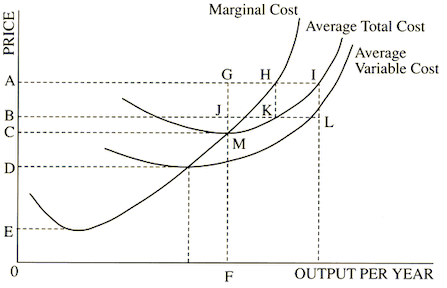 Marginal Cost
PRICE
Average Total Cost
Average
Variable Cost
A
G
H
I
B
J
K
L
C
M
D
E
0
F
OUTPUT PER YEAR